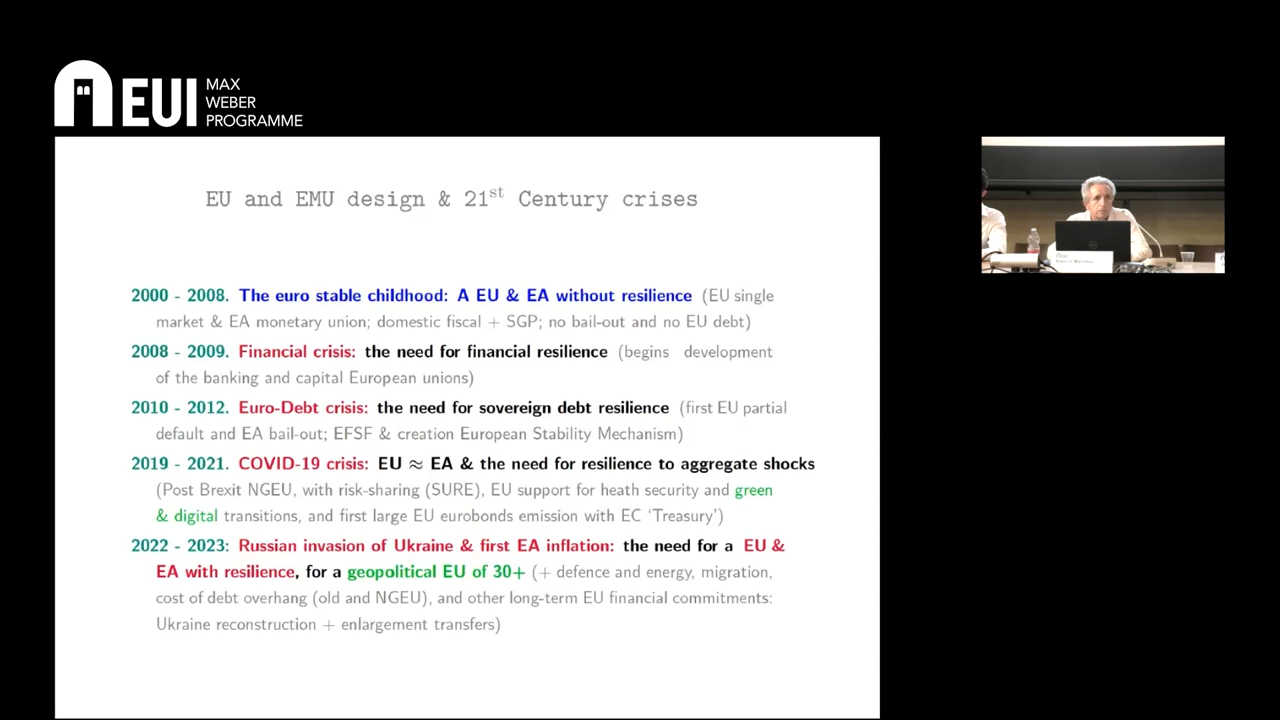 EUI
MAX
WEBER
PROGRAMME
EU and EMU design & 21st Century crises
2000 - 2008. The euro stable childhood: A EU & EA without resilience (EU single
market & EA monetary union; domestic fiscal + SGP; no bail-out and no EU debt)
2008 - 2009. Financial crisis: the need for financial resilience (begins development
of the banking and capital European unions)
2010 - 2012. Euro-Debt crisis: the need for sovereign debt resilience (first EU partial
default and EA bail-out; EFSF & creation European Stability Mechanism)
2019 - 2021. COVID-19 crisis: EU ≈ EA & the need for resilience to aggregate shocks
(Post Brexit NGEU, with risk-sharing (SURE), EU support for heath security and green
& digital transitions, and first large EU eurobonds emission with EC ‘Treasury’)
2022 - 2023: Russian invasion of Ukraine & first EA inflation: the need for a EU &
EA with resilience, for a geopolitical EU of 30+ (+ defence and energy, migration,
cost of debt overhang (old and NGEU), and other long-term EU financial commitments:
Ukraine reconstruction + enlargement transfers)